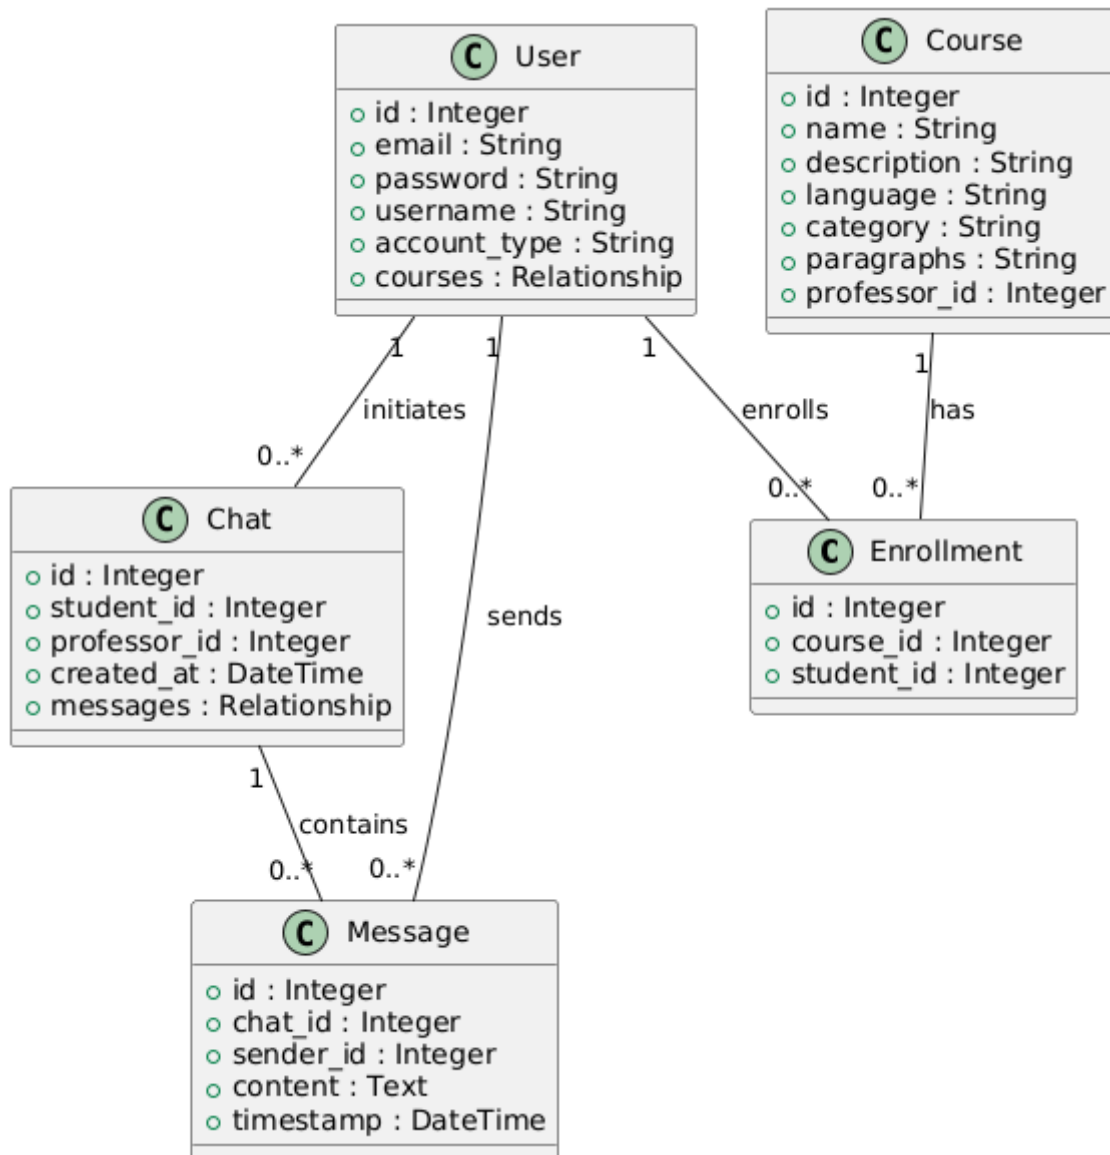 C User
+ id : Integer
+ email : String
+ password : String
+ username : String
+ account_type : String
+ courses : Relationship
C Course
+ id : Integer
+ name : String
+ description : String
+ language : String
+ category : String
+ paragraphs : String
+ professor_id : Integer
1
1
1
1
initiates
enrolls
has
0..*
0..*
0..*
C Chat
+ id : Integer
+ student_id : Integer
+ professor_id : Integer
+ created_at : DateTime
+ messages : Relationship
sends
C Enrollment
+ id : Integer
+ course_id : Integer
+ student_id : Integer
1
contains
0..*
0..*
C Message
+ id : Integer
+ chat_id : Integer
+ sender_id : Integer
+ content : Text
+ timestamp : DateTime